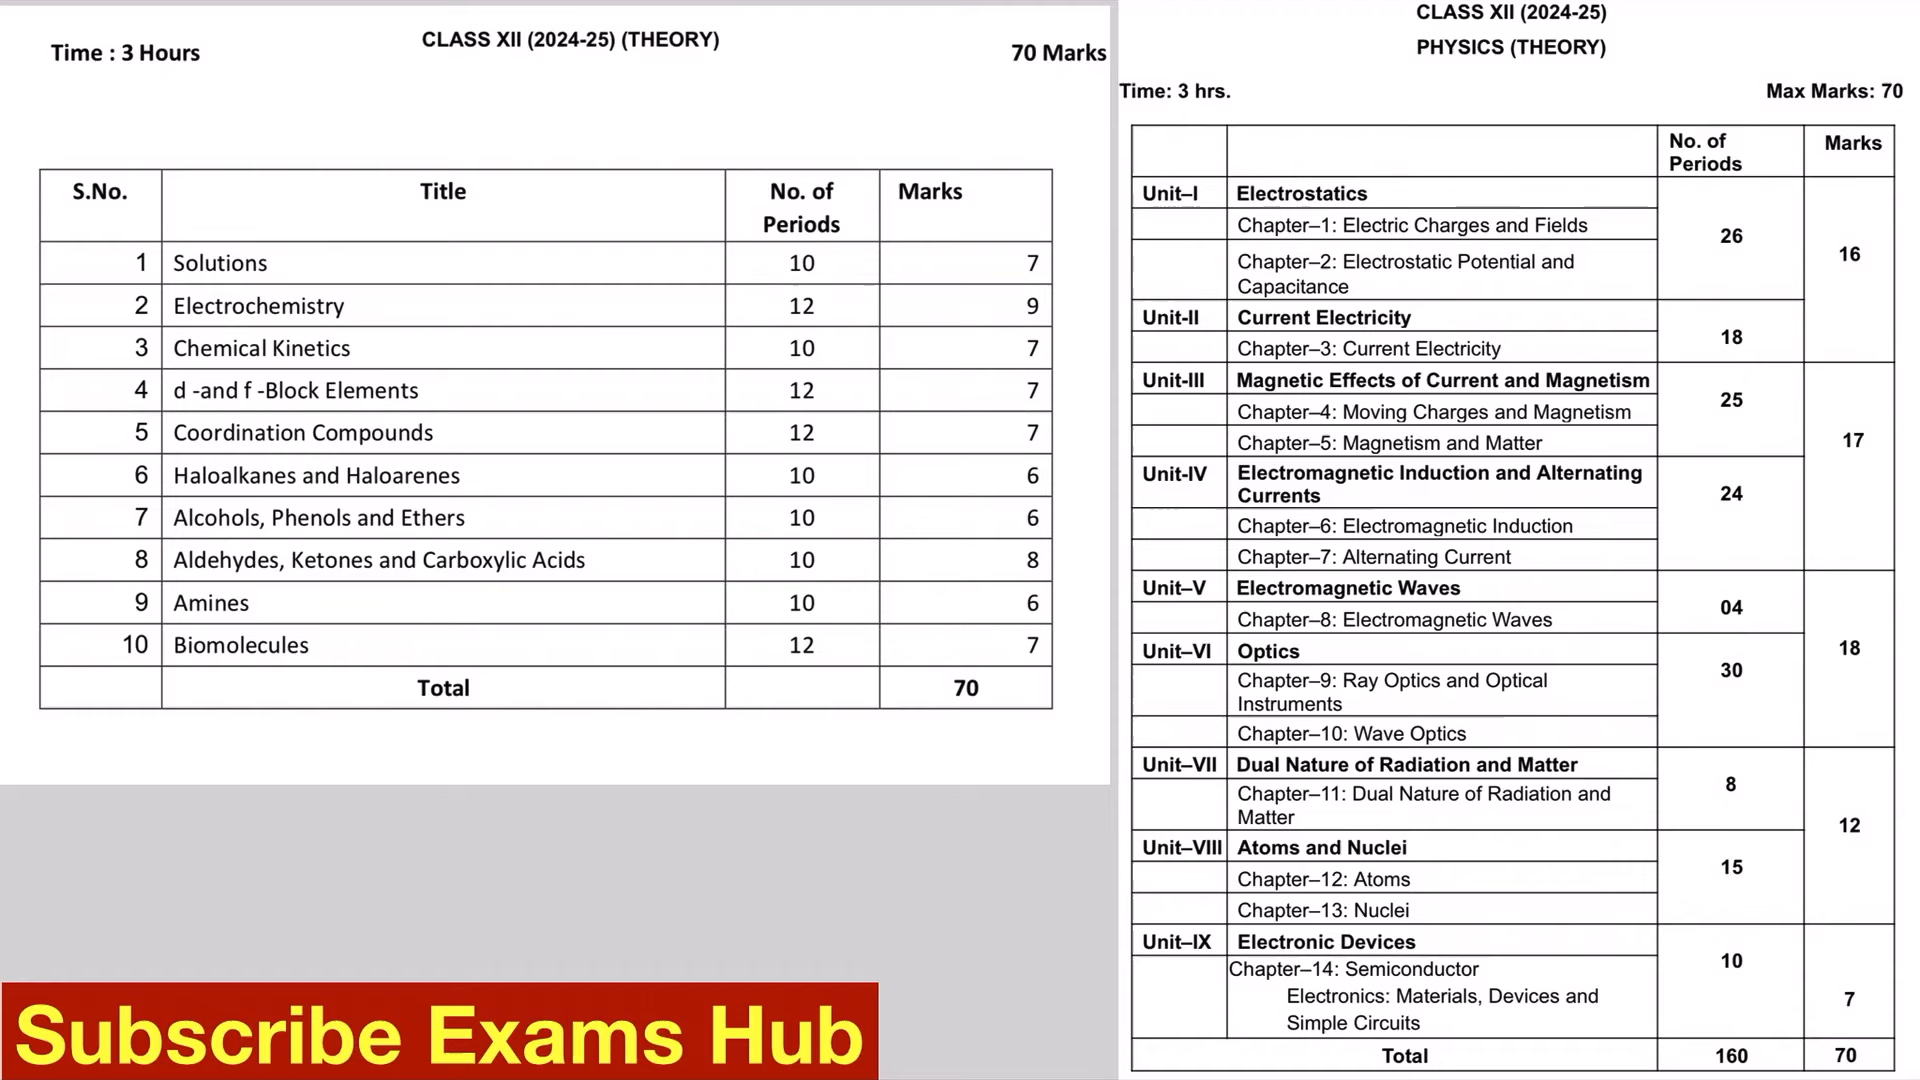 CLASS XII (2024-25) (THEORY)
Time : 3 Hours 70 Marks
S.No. Title No. of Periods Marks
1 Solutions 10 7
2 Electrochemistry 12 9
3 Chemical Kinetics 10 7
4 d -and f -Block Elements 12 7
5 Coordination Compounds 12 7
6 Haloalkanes and Haloarenes 10 6
7 Alcohols, Phenols and Ethers 10 6
8 Aldehydes, Ketones and Carboxylic Acids 10 8
9 Amines 10 6
10 Biomolecules 12 7
Total 70
Subscribe Exams Hub
CLASS XII (2024-25)
PHYSICS (THEORY)
Time: 3 hrs. Max Marks: 70
No. of Periods Marks
Unit–I Electrostatics 26 16
Chapter–1: Electric Charges and Fields
Chapter–2: Electrostatic Potential and
Capacitance
Unit-II Current Electricity 18
Chapter–3: Current Electricity
Unit-III Magnetic Effects of Current and Magnetism 25 17
Chapter–4: Moving Charges and Magnetism
Chapter–5: Magnetism and Matter
Unit-IV Electromagnetic Induction and Alternating
Currents 24
Chapter–6: Electromagnetic Induction
Chapter–7: Alternating Current
Unit–V Electromagnetic Waves 04 18
Chapter–8: Electromagnetic Waves
Unit–VI Optics 30
Chapter–9: Ray Optics and Optical
Instruments
Chapter–10: Wave Optics
Unit–VII Dual Nature of Radiation and Matter 8 12
Chapter–11: Dual Nature of Radiation and
Matter
Unit–VIII Atoms and Nuclei 15
Chapter–12: Atoms
Chapter–13: Nuclei
Unit–IX Electronic Devices 10 7
Chapter–14: Semiconductor
Electronics: Materials, Devices and
Simple Circuits
Total 160 70